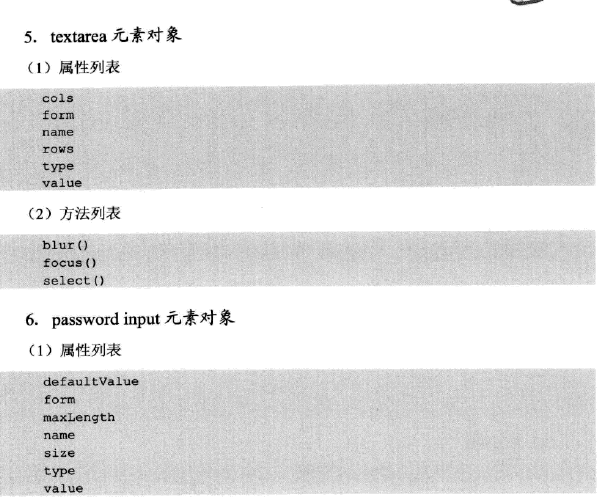 5. textarea 元素对象
（1）属性列表
cols
form
name
rows
type
value
（2）方法列表
blur()
focus()
select()
6. password input 元素对象
（1）属性列表
defaultValue
form
maxLength
name
size
type
value